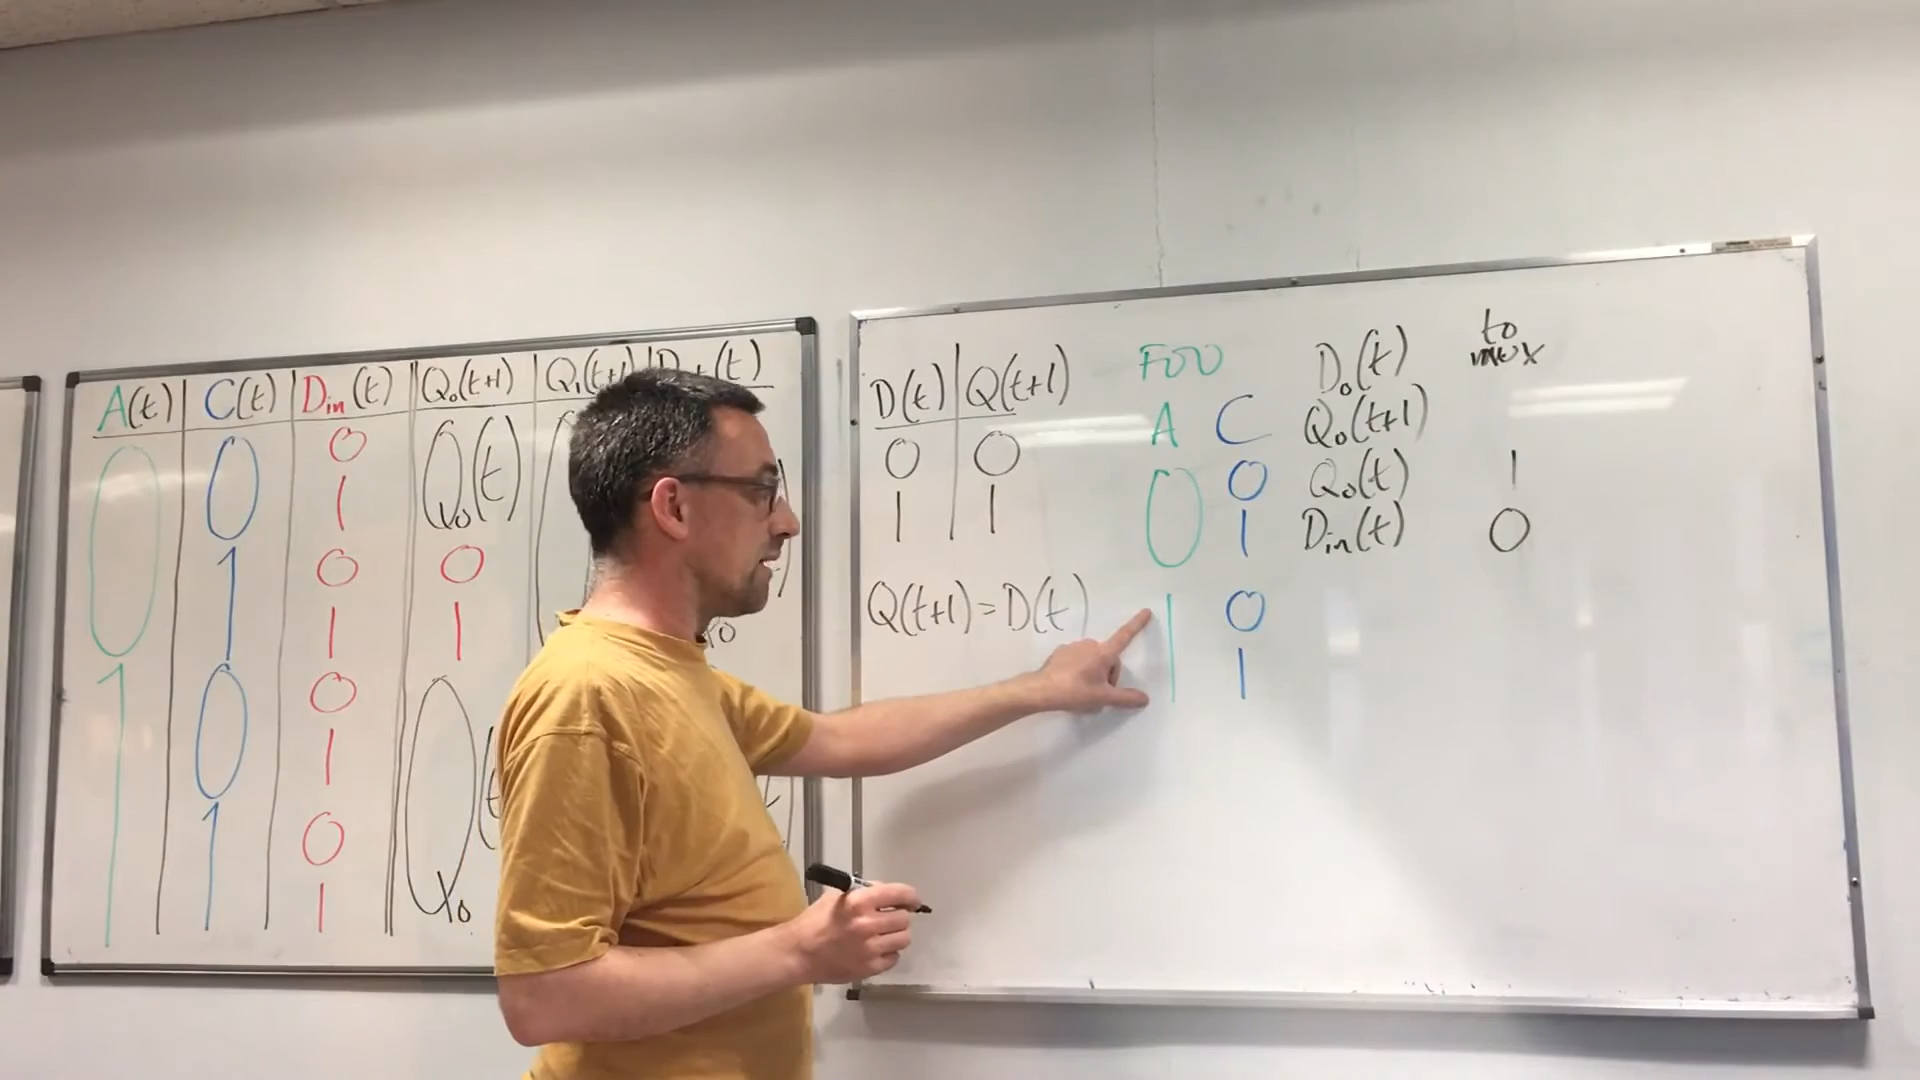 A(t) C(t) Din(t) Q₀(t+1) Q₁(t+1) (t)
0 0 0 Q₀(t)
1
1 0 0
1 1
1 0 0 Q₀
1
1 0
1
D(t) Q(t+1)
0 0
1 1
Q(t+1)=D(t)
FOO D₀(t) to mux
A C Q₀(t+1)
0 0 Q₀(t) 1
1 Din(t) 0
1 0
1